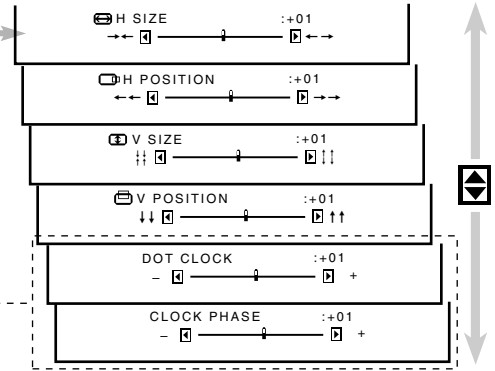 H SIZE :+01
H POSITION :+01
V SIZE :+01
V POSITION :+01
DOT CLOCK :+01
– +
CLOCK PHASE :+01
– +